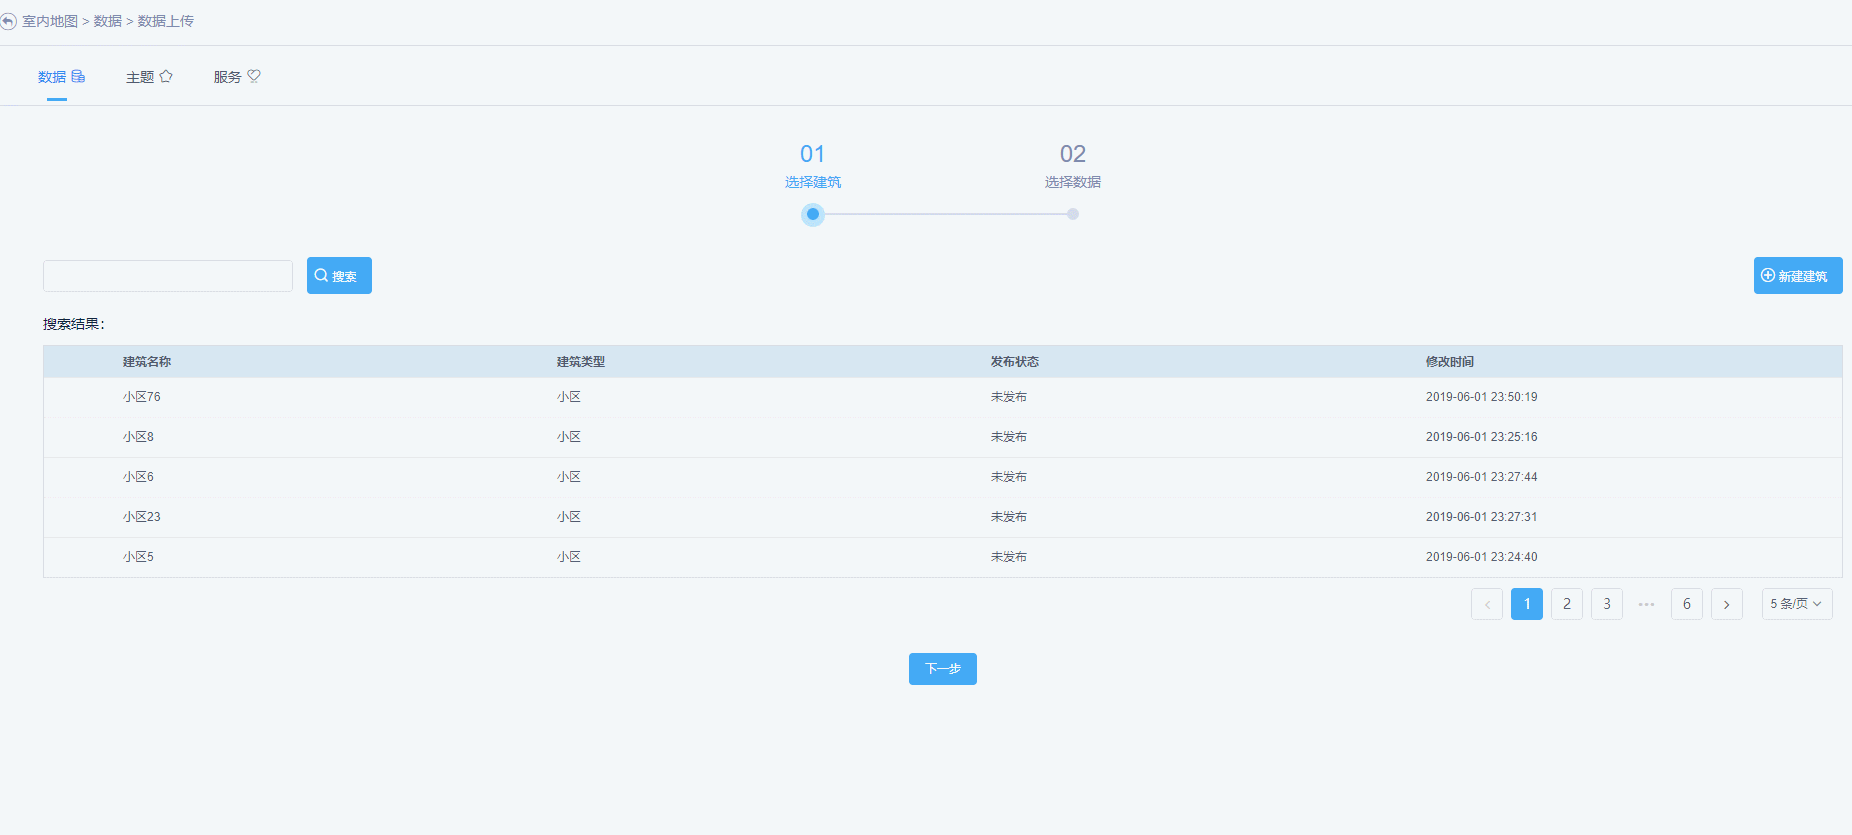 室内地图 > 数据 > 数据上传
数据 主题 服务
01 02
选择建筑 选择数据
搜索 新建建筑
搜索结果：
建筑名称 建筑类型 发布状态 修改时间
小区76 小区 未发布 2019-06-01 23:50:19
小区8 小区 未发布 2019-06-01 23:25:16
小区6 小区 未发布 2019-06-01 23:27:44
小区23 小区 未发布 2019-06-01 23:27:31
小区5 小区 未发布 2019-06-01 23:24:40
< 1 2 3 ••• 6 > 5 条/页
下一步